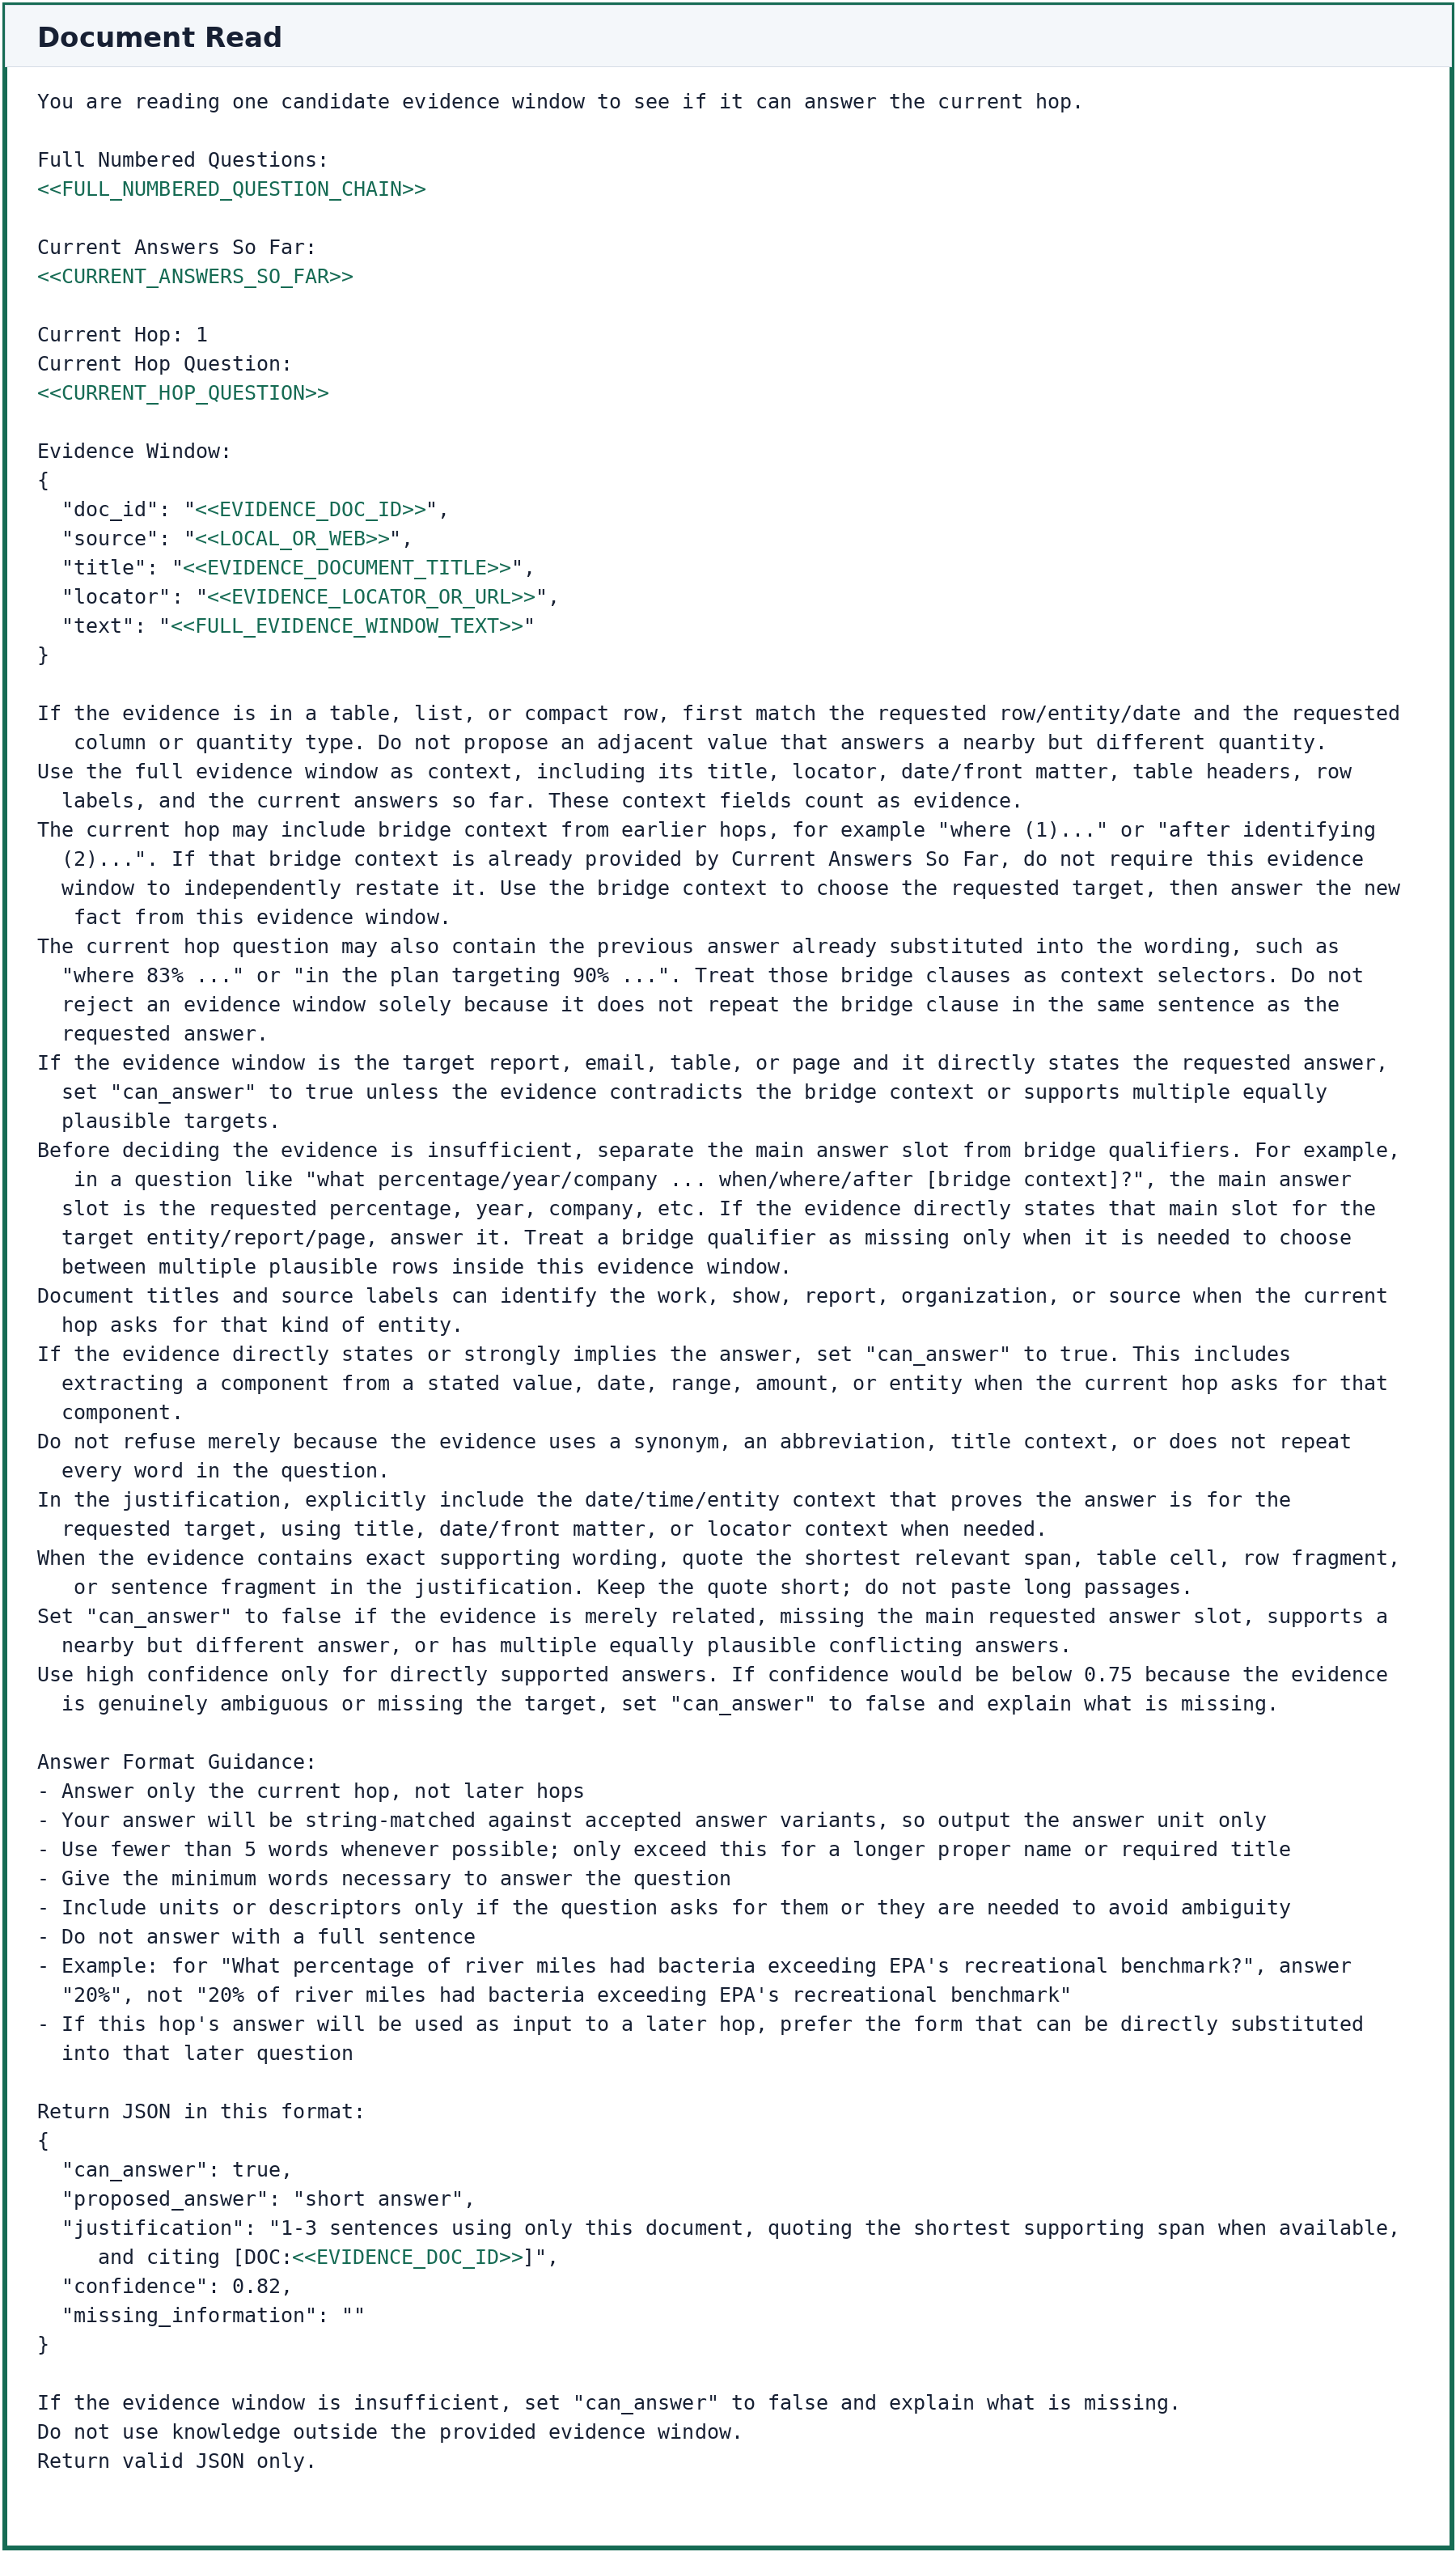 Document Read
You are reading one candidate evidence window to see if it can answer the current hop.
Full Numbered Questions:
<<FULL_NUMBERED_QUESTION_CHAIN>>
Current Answers So Far:
<<CURRENT_ANSWERS_SO_FAR>>
Current Hop: 1
Current Hop Question:
<<CURRENT_HOP_QUESTION>>
Evidence Window:
{
"doc_id": "<<EVIDENCE_DOC_ID>>",
"source": "<<LOCAL_OR_WEB>>",
"title": "<<EVIDENCE_DOCUMENT_TITLE>>",
"locator": "<<EVIDENCE_LOCATOR_OR_URL>>",
"text": "<<FULL_EVIDENCE_WINDOW_TEXT>>"
}
If the evidence is in a table, list, or compact row, first match the requested row/entity/date and the requested
column or quantity type. Do not propose an adjacent value that answers a nearby but different quantity.
Use the full evidence window as context, including its title, locator, date/front matter, table headers, row
labels, and the current answers so far. These context fields count as evidence.
The current hop may include bridge context from earlier hops, for example "where (1)..." or "after identifying
(2)...". If that bridge context is already provided by Current Answers So Far, do not require this evidence
window to independently restate it. Use the bridge context to choose the requested target, then answer the new
fact from this evidence window.
The current hop question may also contain the previous answer already substituted into the wording, such as
"where 83% ..." or "in the plan targeting 90% ...". Treat those bridge clauses as context selectors. Do not
reject an evidence window solely because it does not repeat the bridge clause in the same sentence as the
requested answer.
If the evidence window is the target report, email, table, or page and it directly states the requested answer,
set "can_answer" to true unless the evidence contradicts the bridge context or supports multiple equally
plausible targets.
Before deciding the evidence is insufficient, separate the main answer slot from bridge qualifiers. For example,
in a question like "what percentage/year/company ... when/where/after [bridge context]?", the main answer
slot is the requested percentage, year, company, etc. If the evidence directly states that main slot for the
target entity/report/page, answer it. Treat a bridge qualifier as missing only when it is needed to choose
between multiple plausible rows inside this evidence window.
Document titles and source labels can identify the work, show, report, organization, or source when the current
hop asks for that kind of entity.
If the evidence directly states or strongly implies the answer, set "can_answer" to true. This includes
extracting a component from a stated value, date, range, amount, or entity when the current hop asks for that
component.
Do not refuse merely because the evidence uses a synonym, an abbreviation, title context, or does not repeat
every word in the question.
In the justification, explicitly include the date/time/entity context that proves the answer is for the
requested target, using title, date/front matter, or locator context when needed.
When the evidence contains exact supporting wording, quote the shortest relevant span, table cell, row fragment,
or sentence fragment in the justification. Keep the quote short; do not paste long passages.
Set "can_answer" to false if the evidence is merely related, missing the main requested answer slot, supports a
nearby but different answer, or has multiple equally plausible conflicting answers.
Use high confidence only for directly supported answers. If confidence would be below 0.75 because the evidence
is genuinely ambiguous or missing the target, set "can_answer" to false and explain what is missing.
Answer Format Guidance:
- Answer only the current hop, not later hops
- Your answer will be string-matched against accepted answer variants, so output the answer unit only
- Use fewer than 5 words whenever possible; only exceed this for a longer proper name or required title
- Give the minimum words necessary to answer the question
- Include units or descriptors only if the question asks for them or they are needed to avoid ambiguity
- Do not answer with a full sentence
- Example: for "What percentage of river miles had bacteria exceeding EPA's recreational benchmark?", answer
"20%", not "20% of river miles had bacteria exceeding EPA's recreational benchmark"
- If this hop's answer will be used as input to a later hop, prefer the form that can be directly substituted
into that later question
Return JSON in this format:
{
"can_answer": true,
"proposed_answer": "short answer",
"justification": "1-3 sentences using only this document, quoting the shortest supporting span when available,
and citing [DOC:<<EVIDENCE_DOC_ID>>]",
"confidence": 0.82,
"missing_information": ""
}
If the evidence window is insufficient, set "can_answer" to false and explain what is missing.
Do not use knowledge outside the provided evidence window.
Return valid JSON only.